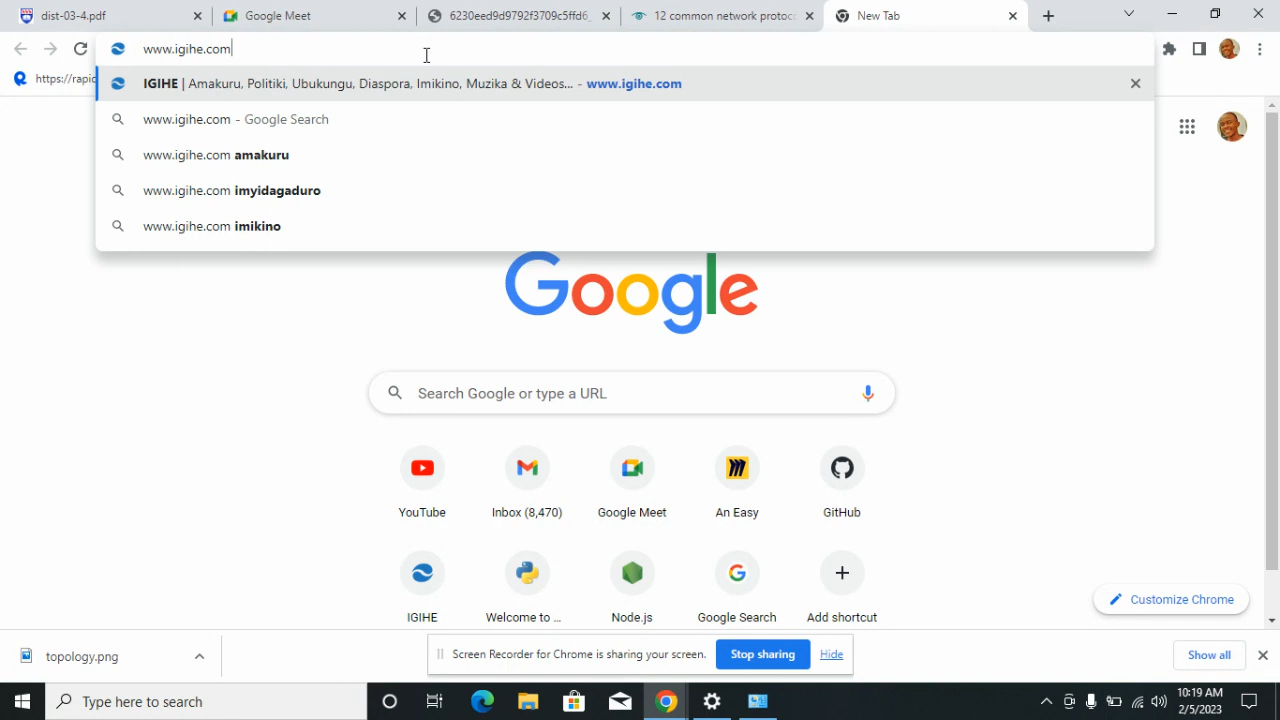 dist-03-4.pdf
Google Meet
6230eed9d9792f3709c5ffd6_
12 common network protoc
New Tab
www.igihe.com
https://rapid
IGIHE | Amakuru, Politiki, Ubukungu, Diaspora, Imikino, Muzika & Videos... - www.igihe.com
www.igihe.com - Google Search
www.igihe.com amakuru
www.igihe.com imyidagaduro
www.igihe.com imikino
Google
Search Google or type a URL
YouTube
Inbox (8,470)
Google Meet
An Easy
GitHub
IGIHE
Welcome to ...
Node.js
Google Search
Add shortcut
Customize Chrome
topology.png
Screen Recorder for Chrome is sharing your screen.
Stop sharing
Hide
Show all
Type here to search
10:19 AM
2/5/2023